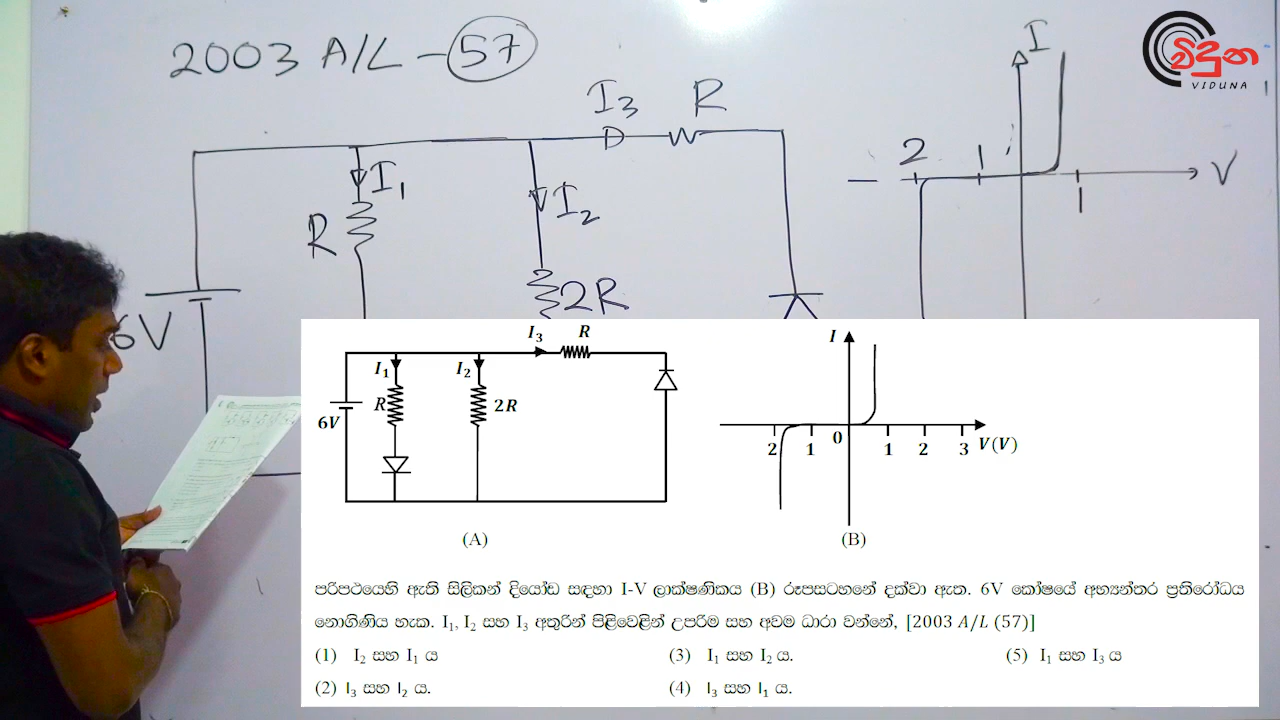 2003 A/L - 57
විදුන
VIDUNA
I
I3 R
2 1
V
1
I1
R
I2
2R
6V
I3 R
I1 I2
R 2R
6V
(A)
I
2 1 0 1 2 3 V(V)
(B)
පරිපථයෙහි ඇති සිලිකන් දියෝඩ සඳහා I-V ලාක්ෂණිකය (B) රූපසටහනේ දක්වා ඇත. 6V කෝෂයේ අභ්‍යන්තර ප්‍රතිරෝධය
නොගිණිය හැක. I₁, I₂ සහ I₃ අතුරින් පිළිවෙළින් උපරිම සහ අවම ධාරා වන්නේ, [2003 A/L (57)]
(1) I₂ සහ I₁ ය (3) I₁ සහ I₂ ය. (5) I₁ සහ I₃ ය
(2) I₃ සහ I₂ ය. (4) I₃ සහ I₁ ය.